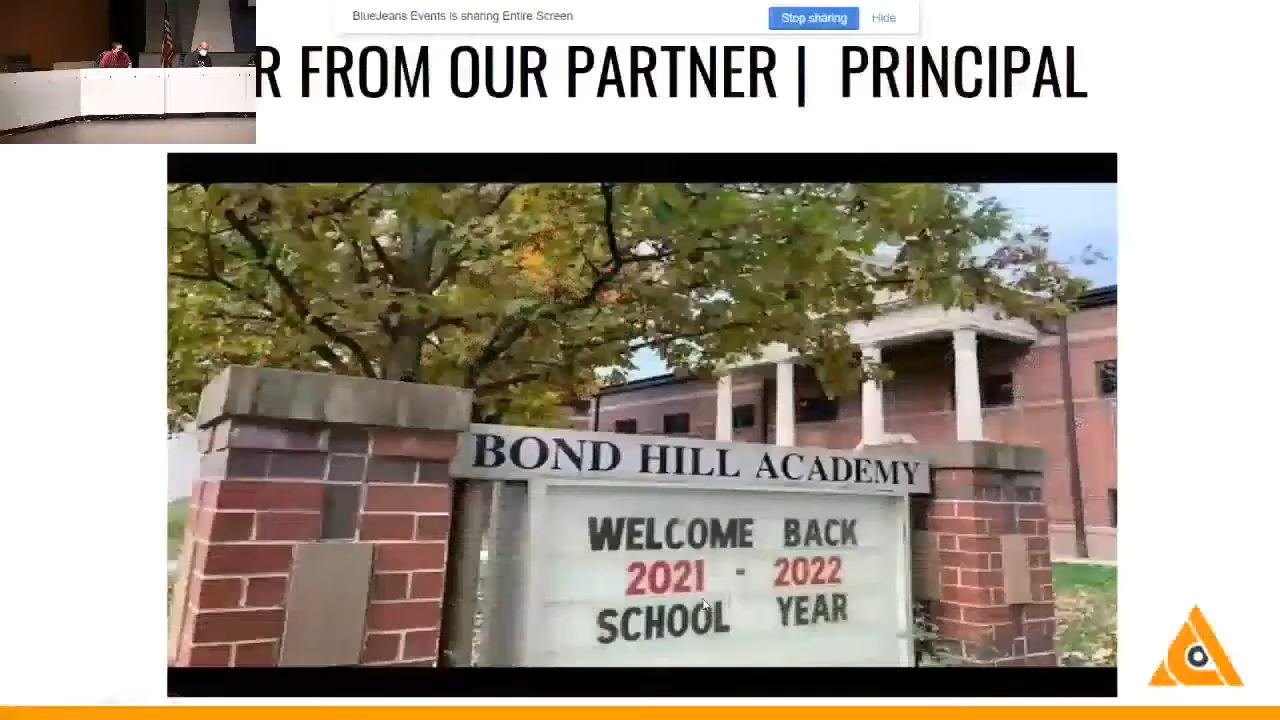 BlueJeans Events is sharing Entire Screen
Stop sharing
Hide
R FROM OUR PARTNER | PRINCIPAL
BOND HILL ACADEMY
WELCOME BACK
2021 - 2022
SCHOOL YEAR